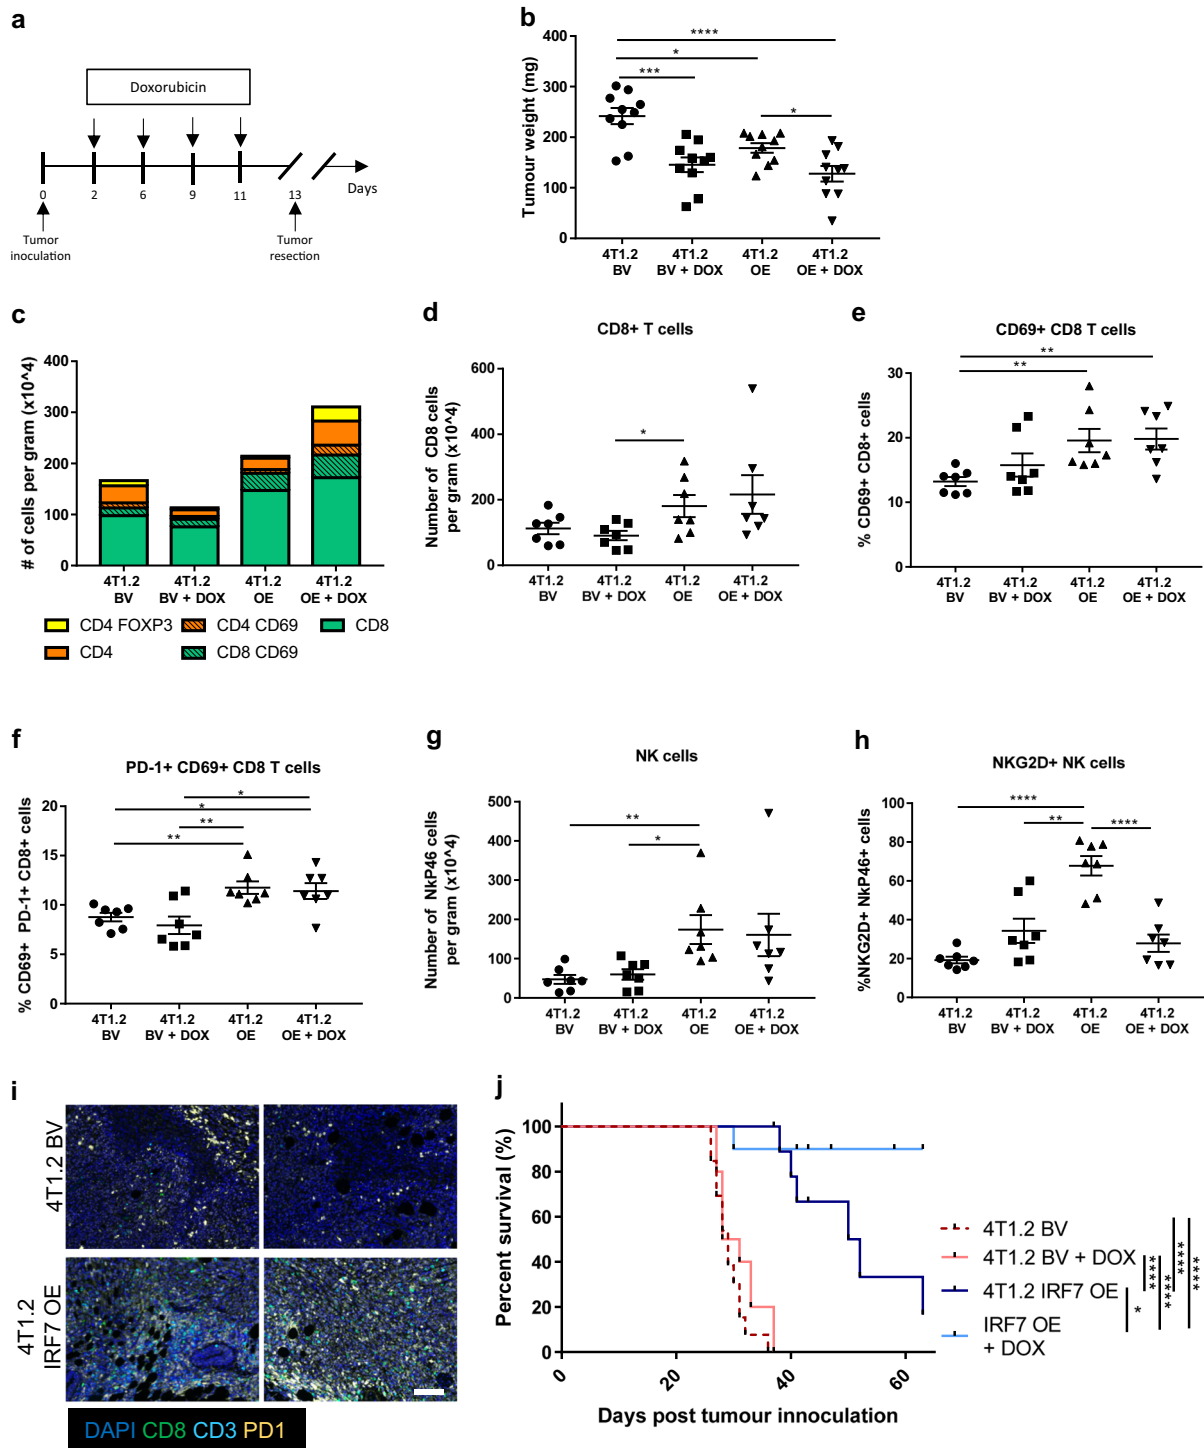 a
Doxorubicin
0
2
6
9
11
13
Days
Tumor
inoculation
Tumor
resection
b
Tumour weight (mg)
400
300
200
100
0
****
*
***
*
4T1.2
BV
4T1.2
BV + DOX
4T1.2
OE
4T1.2
OE + DOX
c
# of cells per gram (x10^4)
400
300
200
100
0
4T1.2
BV
4T1.2
BV + DOX
4T1.2
OE
4T1.2
OE + DOX
CD4 FOXP3
CD4 CD69
CD8
CD4
CD8 CD69
d
CD8+ T cells
Number of CD8 cells
per gram (x10^4)
600
400
200
0
*
4T1.2
BV
4T1.2
BV + DOX
4T1.2
OE
4T1.2
OE + DOX
e
CD69+ CD8 T cells
% CD69+ CD8+ cells
30
20
10
0
**
**
4T1.2
BV
4T1.2
BV + DOX
4T1.2
OE
4T1.2
OE + DOX
f
PD-1+ CD69+ CD8 T cells
% CD69+ PD-1+ CD8+ cells
20
15
10
5
0
*
*
**
**
4T1.2
BV
4T1.2
BV + DOX
4T1.2
OE
4T1.2
OE + DOX
g
NK cells
Number of NkP46 cells
per gram (x10^4)
500
400
300
200
100
0
**
*
4T1.2
BV
4T1.2
BV + DOX
4T1.2
OE
4T1.2
OE + DOX
h
NKG2D+ NK cells
%NKG2D+ NkP46+ cells
100
80
60
40
20
0
****
**
****
4T1.2
BV
4T1.2
BV + DOX
4T1.2
OE
4T1.2
OE + DOX
i
4T1.2 BV
4T1.2
IRF7 OE
DAPI CD8 CD3 PD1
j
Percent survival (%)
100
80
60
40
20
0
0
20
40
60
Days post tumour innoculation
4T1.2 BV
4T1.2 BV + DOX
4T1.2 IRF7 OE
IRF7 OE
+ DOX
*
****
****
****
****